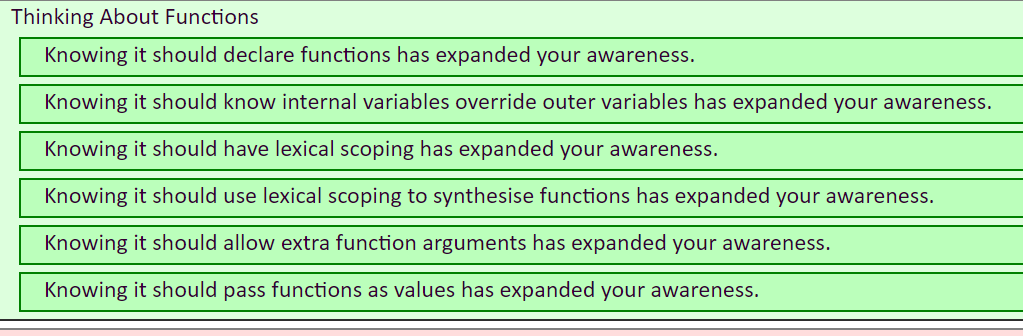 Thinking About Functions
Knowing it should declare functions has expanded your awareness.
Knowing it should know internal variables override outer variables has expanded your awareness.
Knowing it should have lexical scoping has expanded your awareness.
Knowing it should use lexical scoping to synthesise functions has expanded your awareness.
Knowing it should allow extra function arguments has expanded your awareness.
Knowing it should pass functions as values has expanded your awareness.